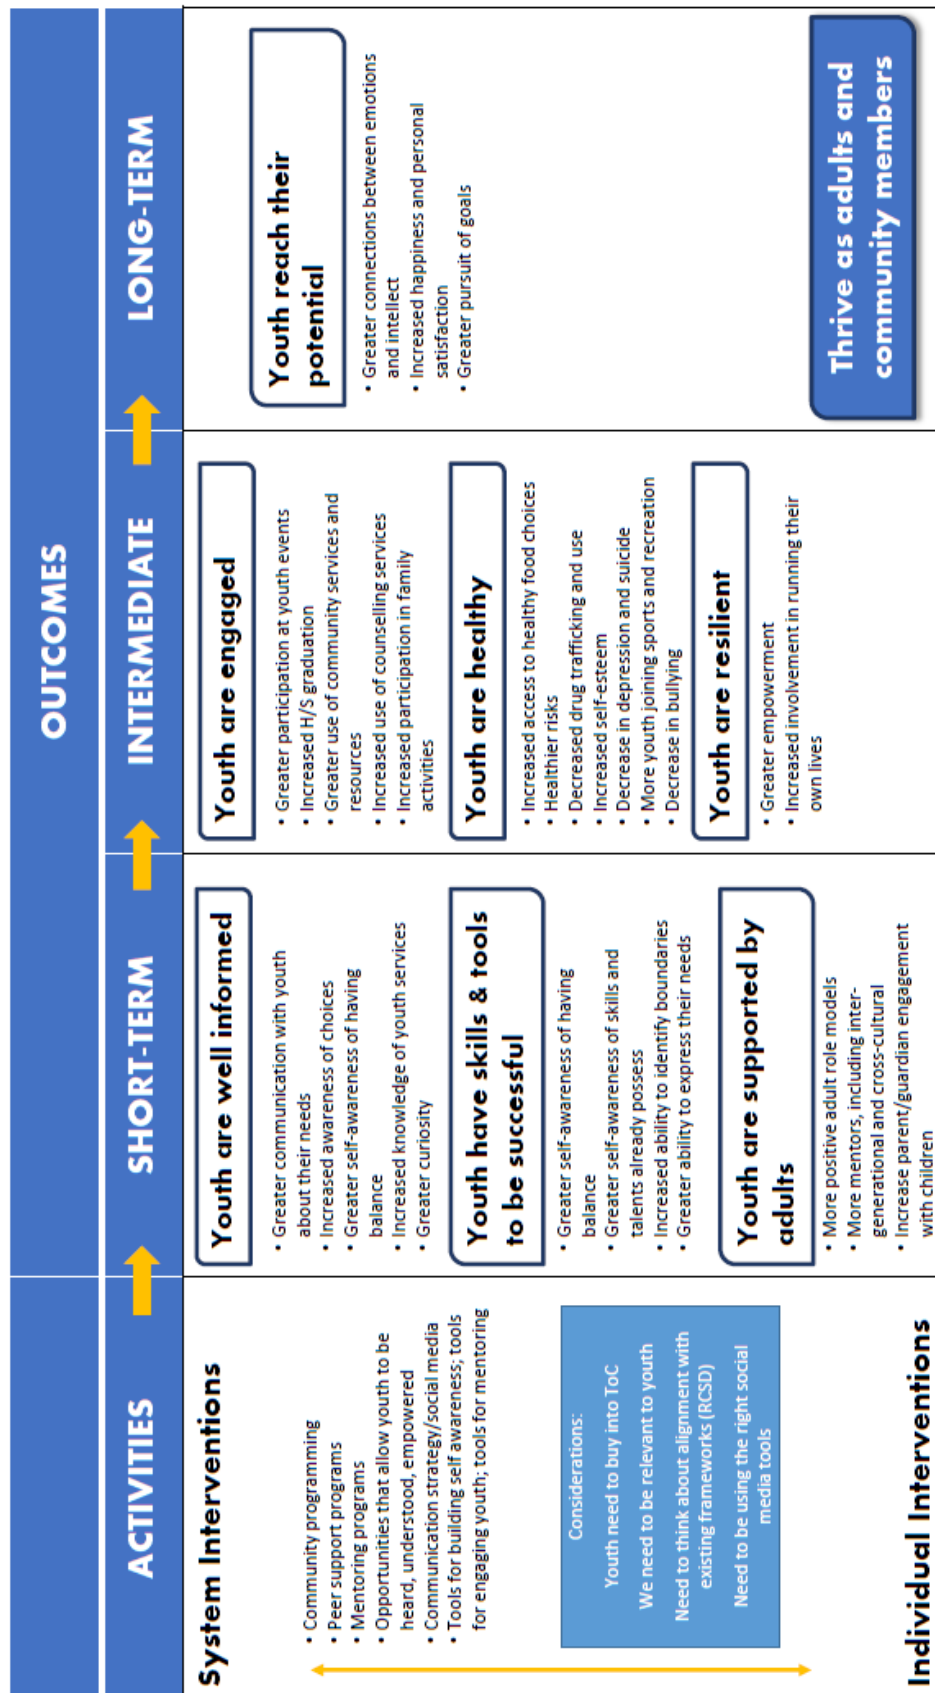 OUTCOMES
ACTIVITIES
SHORT-TERM
INTERMEDIATE
LONG-TERM
System Interventions
• Community programming
• Peer support programs
• Mentoring programs
• Opportunities that allow youth to be
heard, understood, empowered
• Communication strategy/social media
• Tools for building self awareness; tools
for engaging youth; tools for mentoring
Considerations:
Youth need to buy into ToC
We need to be relevant to youth
Need to think about alignment with
existing frameworks (RCSD)
Need to be using the right social
media tools
Individual Interventions
Youth are well informed
• Greater communication with youth
about their needs
• Increased awareness of choices
• Greater self-awareness of having
balance
• Increased knowledge of youth services
• Greater curiosity
Youth have skills & tools
to be successful
• Greater self-awareness of having
balance
• Greater self-awareness of skills and
talents already possess
• Increased ability to identify boundaries
• Greater ability to express their needs
Youth are supported by
adults
• More positive adult role models
• More mentors, including inter-
generational and cross-cultural
• Increase parent/guardian engagement
with children
Youth are engaged
• Greater participation at youth events
• Increased H/S graduation
• Greater use of community services and
resources
• Increased use of counselling services
• Increased participation in family
activities
Youth are healthy
• Increased access to healthy food choices
• Healthier risks
• Decreased drug trafficking and use
• Increased self-esteem
• Decrease in depression and suicide
• More youth joining sports and recreation
• Decrease in bullying
Youth are resilient
• Greater empowerment
• Increased involvement in running their
own lives
Youth reach their
potential
• Greater connections between emotions
and intellect
• Increased happiness and personal
satisfaction
• Greater pursuit of goals
Thrive as adults and
community members